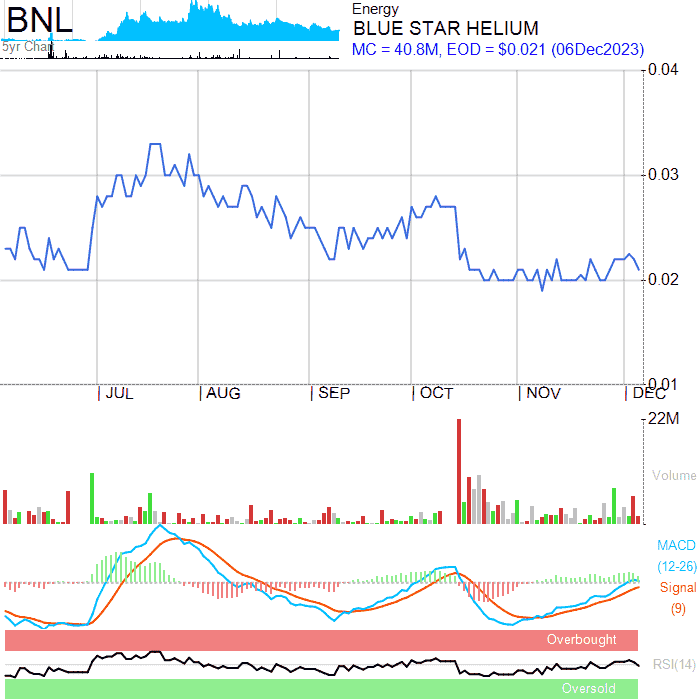 BNL
5yr Chart
Energy
BLUE STAR HELIUM
MC = 40.8M, EOD = $0.021 (06Dec2023)
0.04
0.03
0.02
0.01
JUL AUG SEP OCT NOV DEC
22M
Volume
MACD
(12-26)
Signal
(9)
Overbought
RSI(14)
Oversold